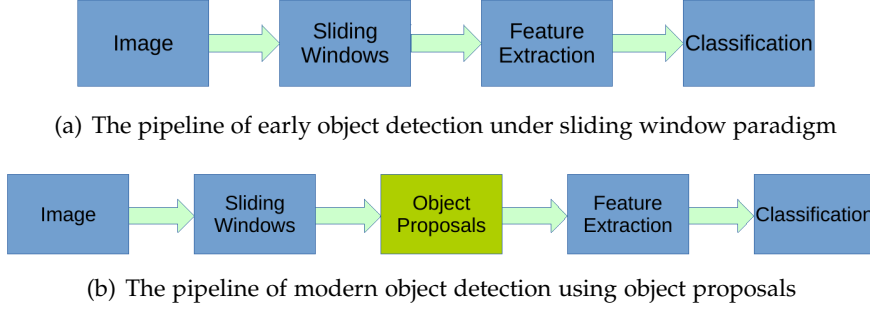 Image
Sliding
Windows
Feature
Extraction
Classification
(a) The pipeline of early object detection under sliding window paradigm
Image
Sliding
Windows
Object
Proposals
Feature
Extraction
Classification
(b) The pipeline of modern object detection using object proposals